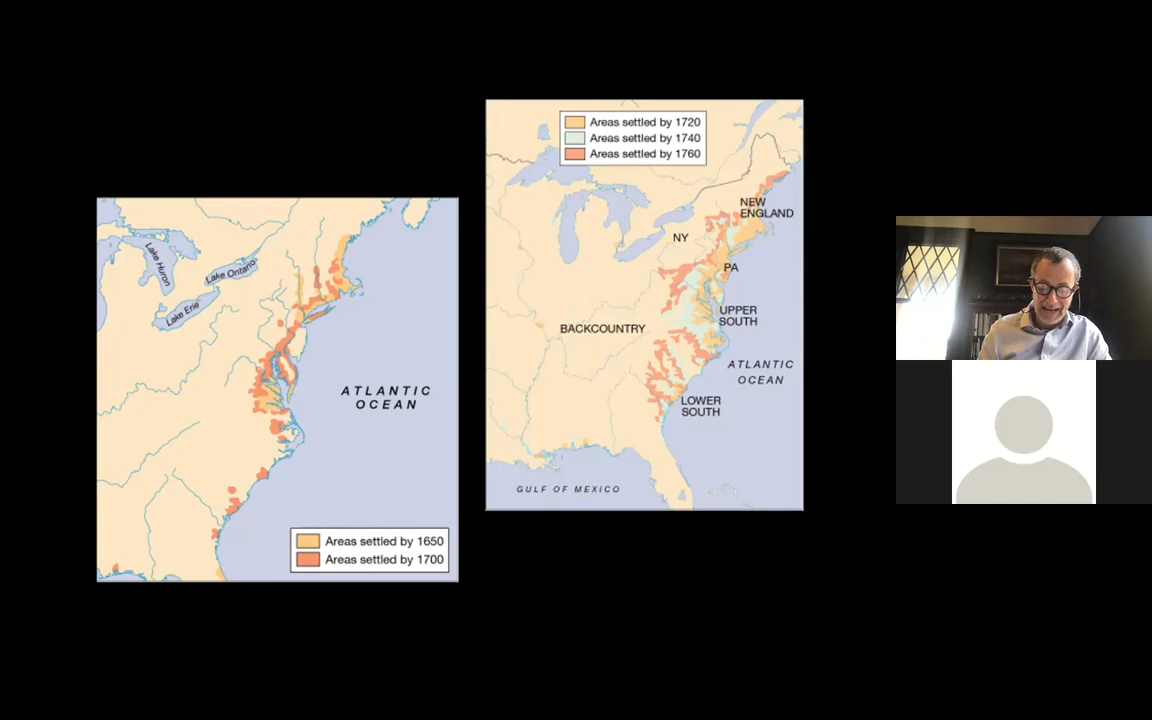 Lake Huron
Lake Ontario
Lake Erie
ATLANTIC
OCEAN
Areas settled by 1650
Areas settled by 1700
Areas settled by 1720
Areas settled by 1740
Areas settled by 1760
NEW
ENGLAND
NY
PA
UPPER
SOUTH
BACKCOUNTRY
ATLANTIC
OCEAN
LOWER
SOUTH
GULF OF MEXICO